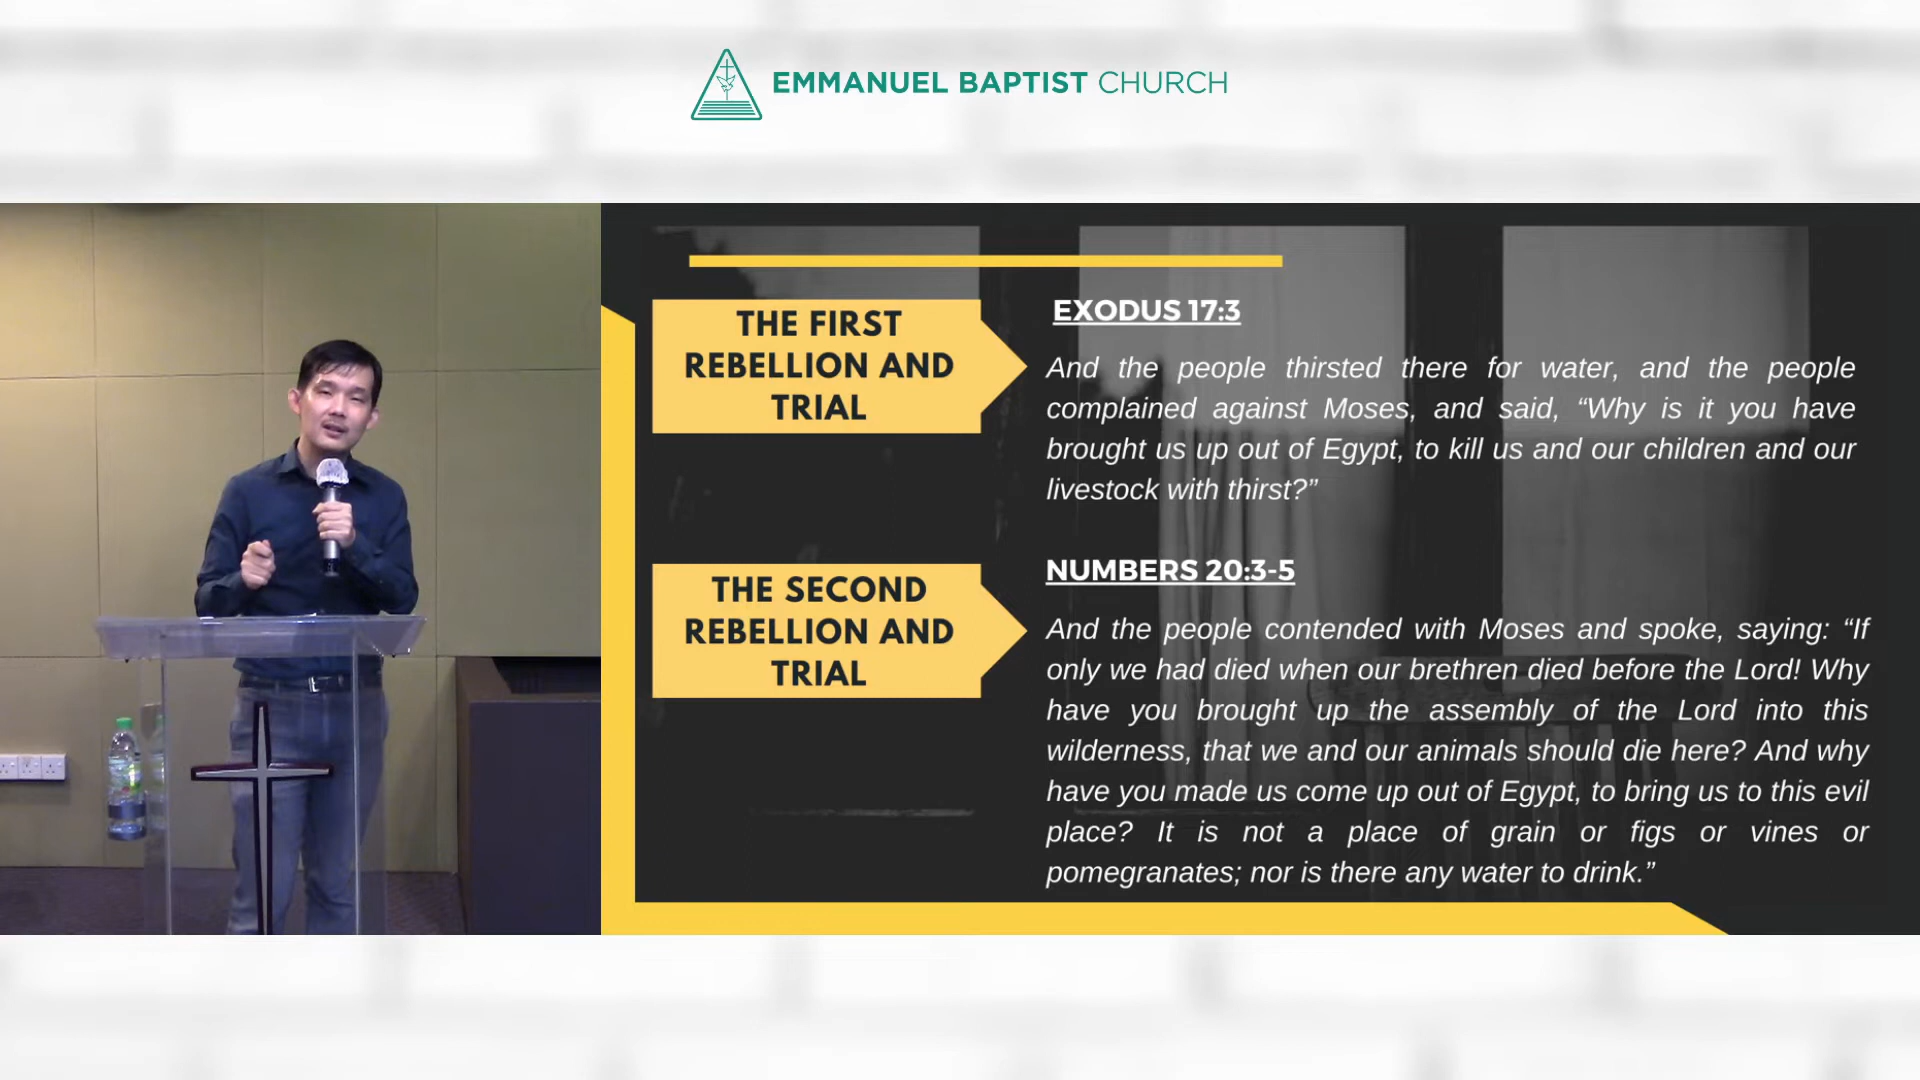 EMMANUEL BAPTIST CHURCH
THE FIRST
REBELLION AND
TRIAL
EXODUS 17:3
And the people thirsted there for water, and the people
complained against Moses, and said, “Why is it you have
brought us up out of Egypt, to kill us and our children and our
livestock with thirst?”
THE SECOND
REBELLION AND
TRIAL
NUMBERS 20:3-5
And the people contended with Moses and spoke, saying: “If
only we had died when our brethren died before the Lord! Why
have you brought up the assembly of the Lord into this
wilderness, that we and our animals should die here? And why
have you made us come up out of Egypt, to bring us to this evil
place? It is not a place of grain or figs or vines or
pomegranates; nor is there any water to drink.”